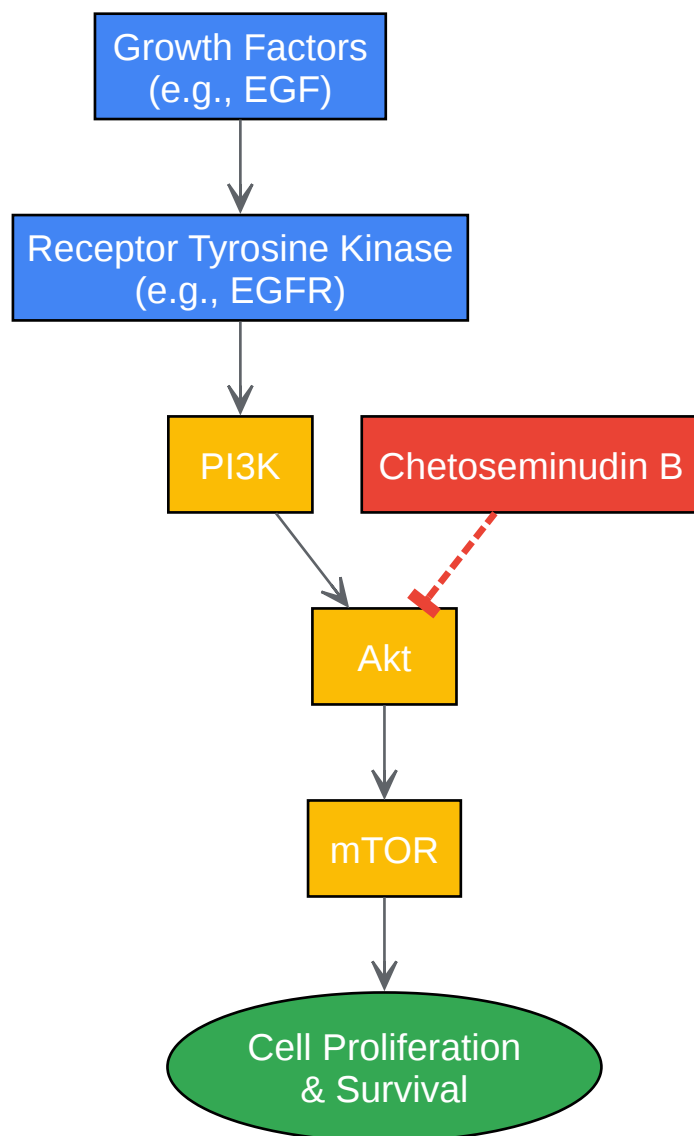 Growth Factors
(e.g., EGF)
Receptor Tyrosine Kinase
(e.g., EGFR)
PI3K
Chetoseminudin B
Akt
mTOR
Cell Proliferation
& Survival